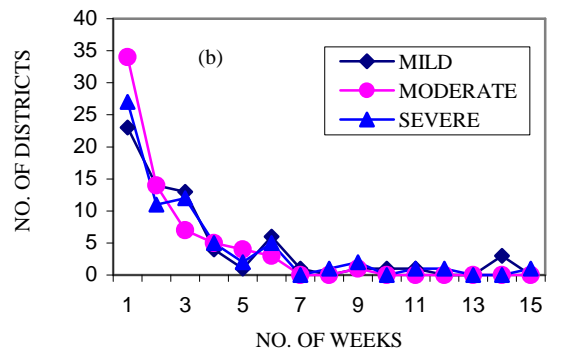 40
35
30
25
20
15
10
5
0
NO. OF DISTRICTS
(b)
MILD
MODERATE
SEVERE
1 3 5 7 9 11 13 15
NO. OF WEEKS